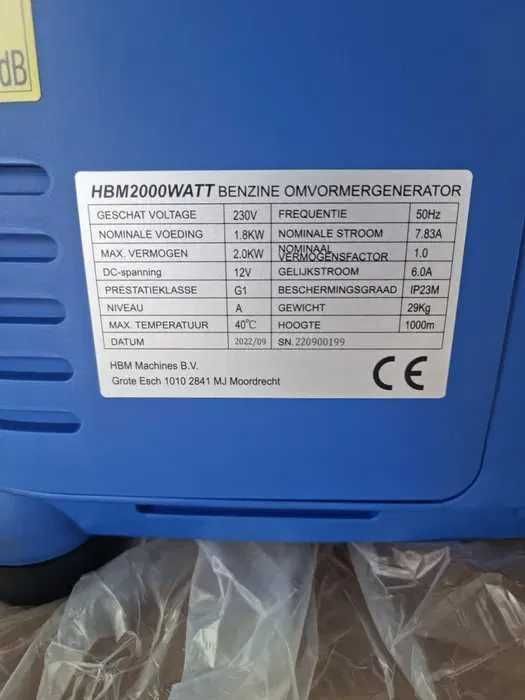 dB
HBM2000WATT BENZINE OMVORMERGENERATOR
GESCHAT VOLTAGE 230V FREQUENTIE 50Hz
NOMINALE VOEDING 1.8KW NOMINALE STROOM 7.83A
MAX. VERMOGEN 2.0KW NOMINAAL VERMOGENSFACTOR 1.0
DC-spanning 12V GELIJKSTROOM 6.0A
PRESTATIEKLASSE G1 BESCHERMINGSGRAAD IP23M
NIVEAU A GEWICHT 29Kg
MAX. TEMPERATUUR 40℃ HOOGTE 1000m
DATUM 2022/09 SN. 220900199
HBM Machines B.V.
Grote Esch 1010 2841 MJ Moordrecht
CE